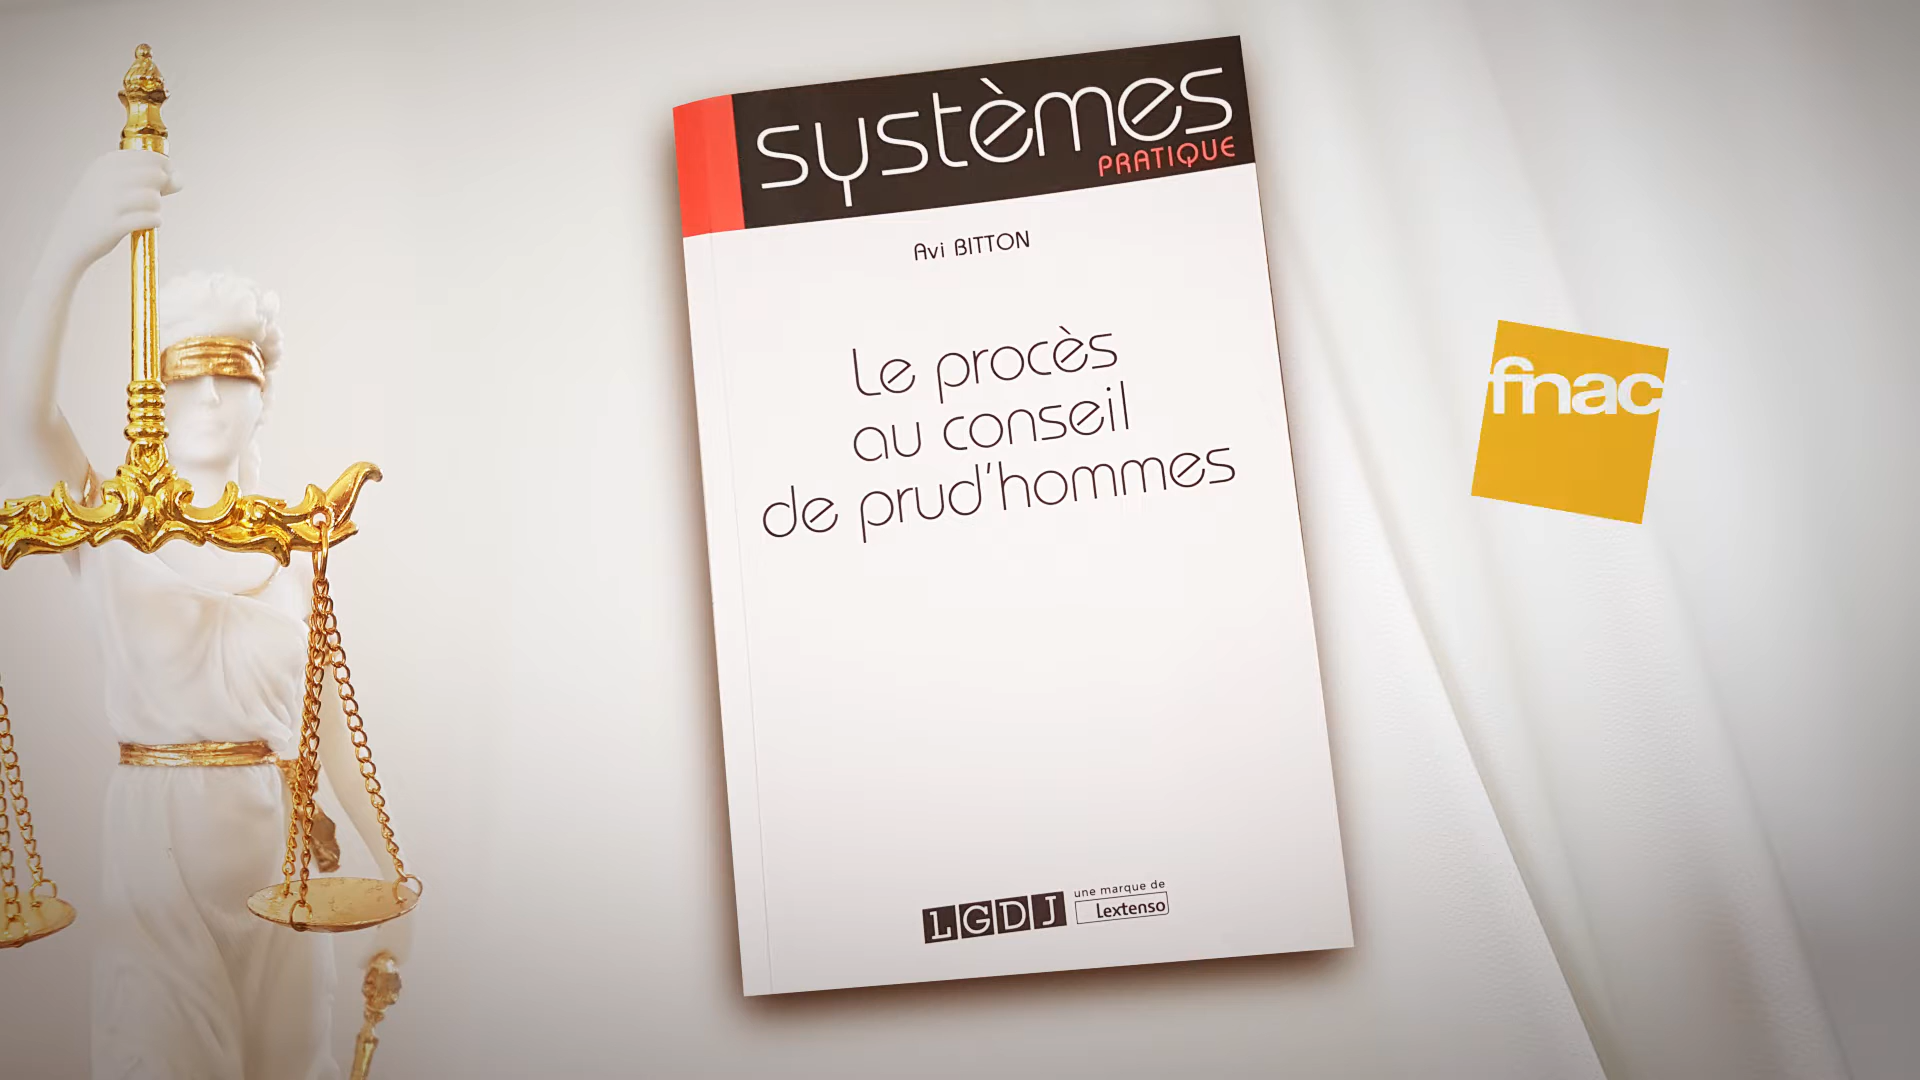 systèmes
PRATIQUE
Avi BITTON
Le procès
au conseil
de prud'hommes
LGDJ
une marque de
lextenso
fnac